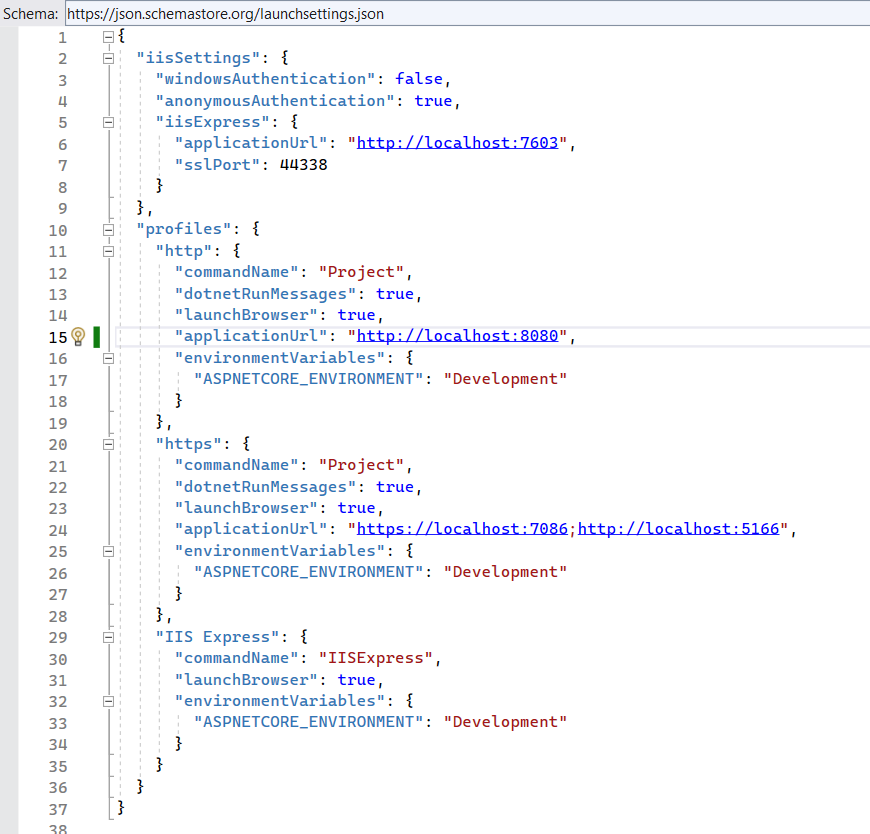 Schema: https://json.schemastore.org/launchsettings.json
1 {
2 "iisSettings": {
3 "windowsAuthentication": false,
4 "anonymousAuthentication": true,
5 "iisExpress": {
6 "applicationUrl": "http://localhost:7603",
7 "sslPort": 44338
8 }
9 },
10 "profiles": {
11 "http": {
12 "commandName": "Project",
13 "dotnetRunMessages": true,
14 "launchBrowser": true,
15 "applicationUrl": "http://localhost:8080",
16 "environmentVariables": {
17 "ASPNETCORE_ENVIRONMENT": "Development"
18 }
19 },
20 "https": {
21 "commandName": "Project",
22 "dotnetRunMessages": true,
23 "launchBrowser": true,
24 "applicationUrl": "https://localhost:7086;http://localhost:5166",
25 "environmentVariables": {
26 "ASPNETCORE_ENVIRONMENT": "Development"
27 }
28 },
29 "IIS Express": {
30 "commandName": "IISExpress",
31 "launchBrowser": true,
32 "environmentVariables": {
33 "ASPNETCORE_ENVIRONMENT": "Development"
34 }
35 }
36 }
37 }
38